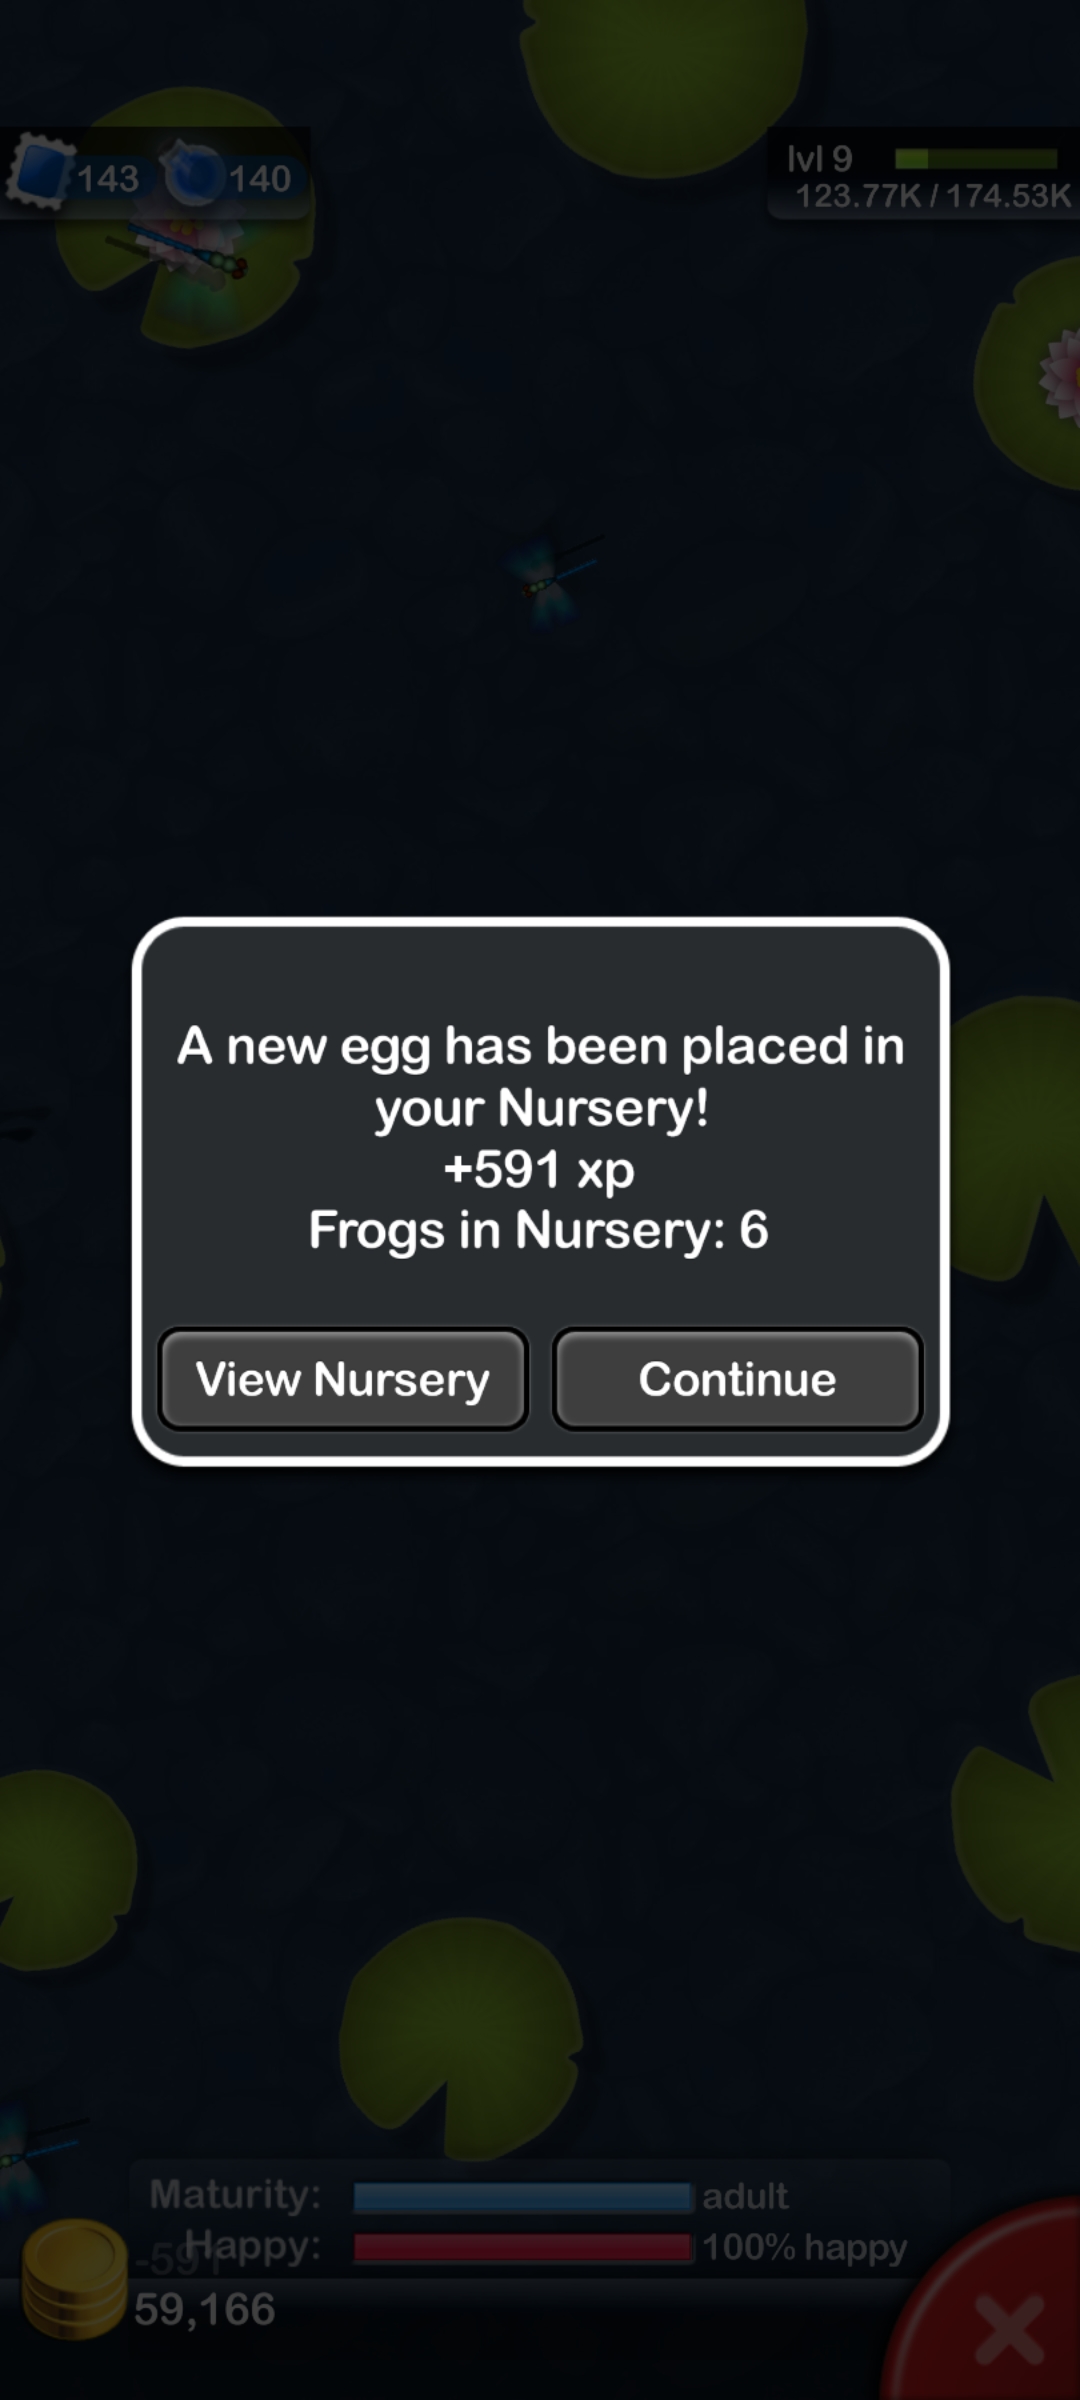 143
140
lvl 9
123.77K / 174.53K
A new egg has been placed in
your Nursery!
+591 xp
Frogs in Nursery: 6
View Nursery
Continue
Maturity:
adult
Happy:
100% happy
-591
59,166